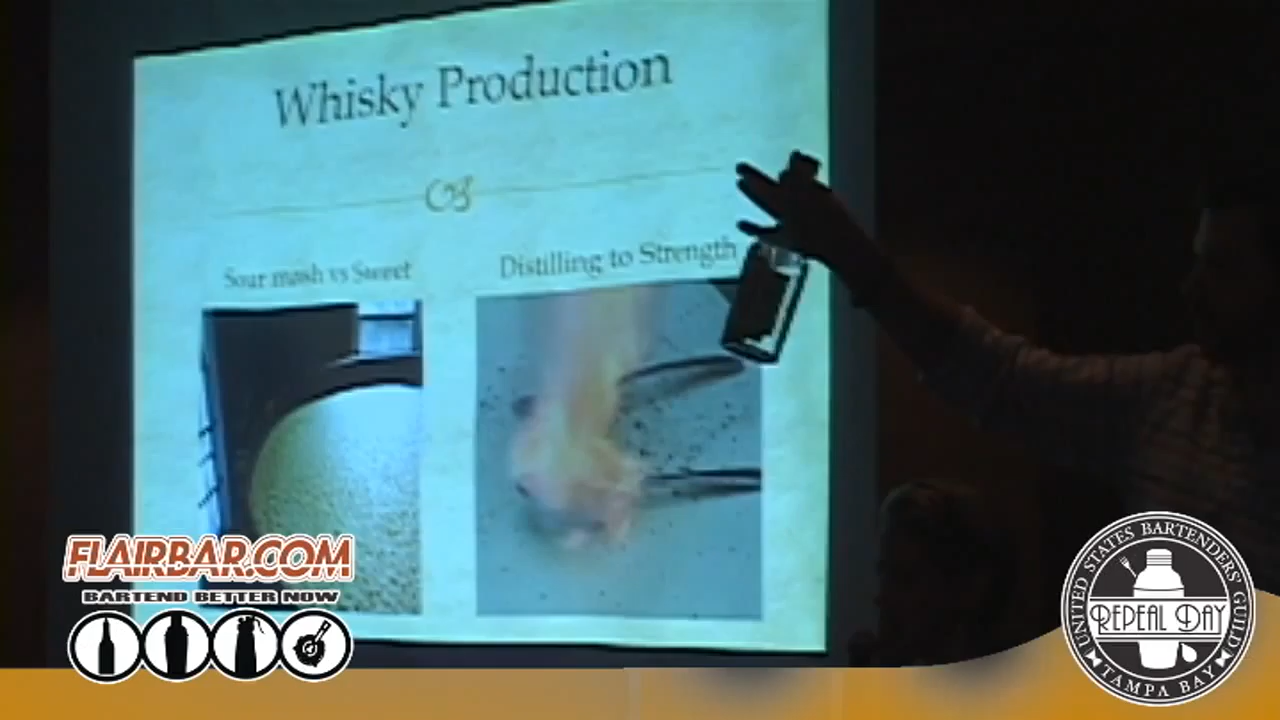 Whisky Production
Sour mash vs Sweet
Distilling to Strength
FLAIRBAR.COM
BARTEND BETTER NOW
UNITED STATES BARTENDERS' GUILD
REPEAL DAY
TAMPA BAY